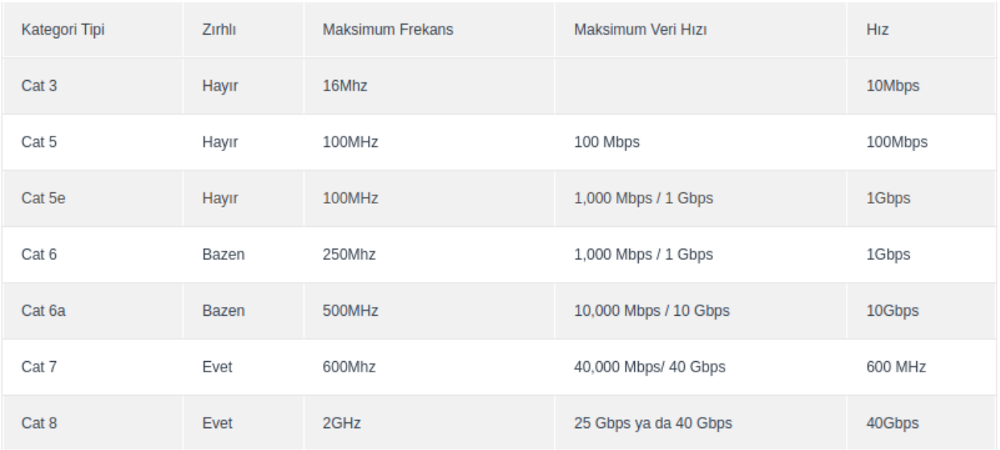 Kategori Tipi Zırhlı Maksimum Frekans Maksimum Veri Hızı Hız
Cat 3 Hayır 16Mhz 10Mbps
Cat 5 Hayır 100MHz 100 Mbps 100Mbps
Cat 5e Hayır 100MHz 1,000 Mbps / 1 Gbps 1Gbps
Cat 6 Bazen 250Mhz 1,000 Mbps / 1 Gbps 1Gbps
Cat 6a Bazen 500MHz 10,000 Mbps / 10 Gbps 10Gbps
Cat 7 Evet 600Mhz 40,000 Mbps/ 40 Gbps 600 MHz
Cat 8 Evet 2GHz 25 Gbps ya da 40 Gbps 40Gbps